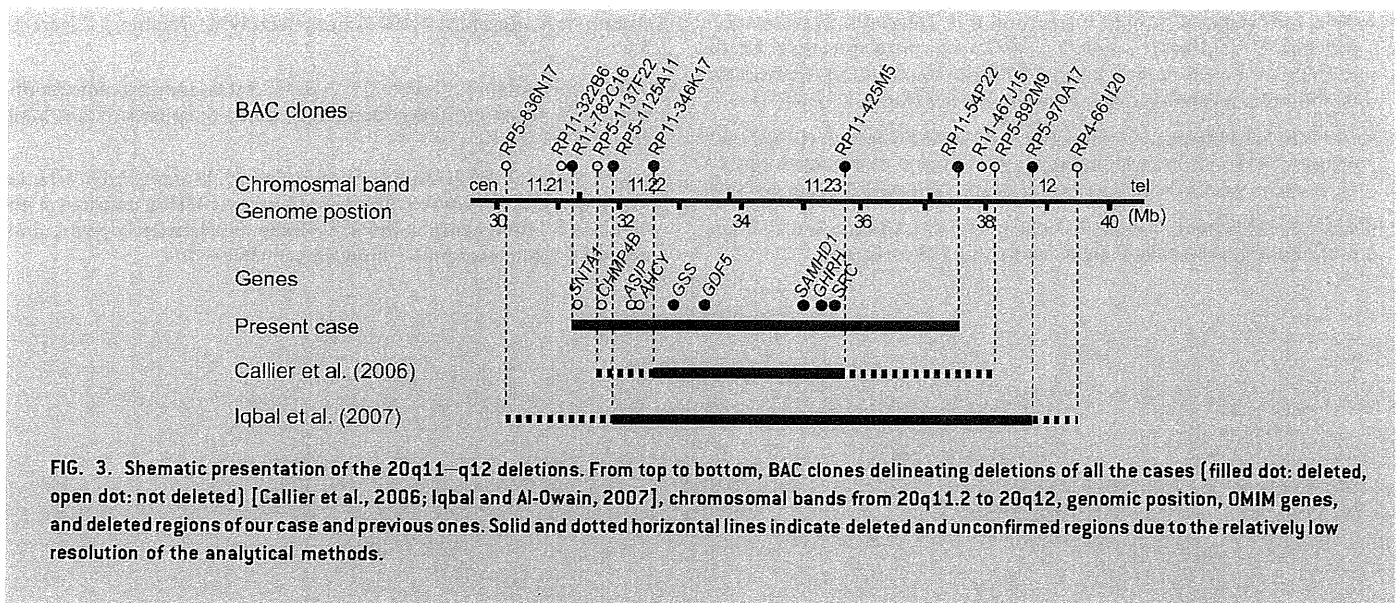 RP5-836N17 RP11-322B6 R11-782C16 RP5-1137F22 RP5-1125A11 RP11-346K17 RP11-425M5 RP11-54P22 R11-467J15 RP5-892M9 RP5-970A17 RP4-661I20
BAC clones
Chromosmal band cen 11.21 11.22 11.23 12 tel
Genome postion 30 32 34 36 38 40 (Mb)
Genes SNTA1 CHMP4B ASIP AHCY GSS GDF5 SAMHD1 GHRH SRC
Present case
Callier et al. (2006)
Iqbal et al. (2007)
FIG. 3. Shematic presentation of the 20q11–q12 deletions. From top to bottom, BAC clones delineating deletions of all the cases (filled dot: deleted,
open dot: not deleted) [Callier et al., 2006; Iqbal and Al-Owain, 2007], chromosomal bands from 20q11.2 to 20q12, genomic position, OMIM genes,
and deleted regions of our case and previous ones. Solid and dotted horizontal lines indicate deleted and unconfirmed regions due to the relatively low
resolution of the analytical methods.